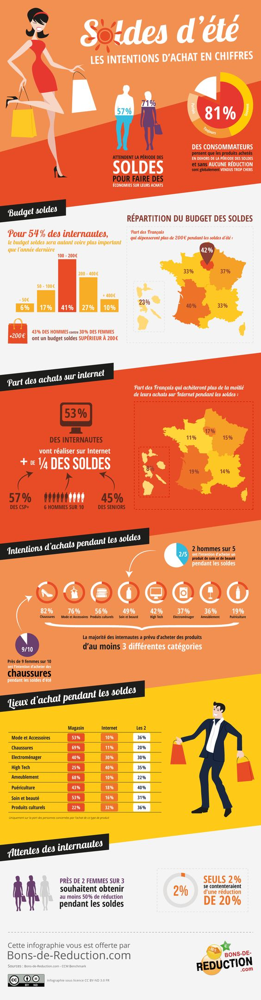 Soldes d'été
LES INTENTIONS D'ACHAT EN CHIFFRES
57%
71%
ATTENDENT LA PÉRIODE DES
SOLDES
POUR FAIRE DES
ÉCONOMIES SUR LEURS ACHATS
Parfois
Toujours
Souvent
81%
DES CONSOMMATEURS
pensent que les produits achetés
EN DEHORS DE LA PÉRIODE DES SOLDES
et sans AUCUNE RÉDUCTION
sont globalement VENDUS TROP CHERS
Budget soldes
Pour 54% des internautes,
le budget soldes sera autant voire plus important
que l'année dernière
- 50€
6%
50 - 100€
17%
100 - 200€
41%
200 - 400€
27%
+ 400€
10%
+200€
43% DES HOMMES contre 30% DES FEMMES
ont un budget soldes SUPÉRIEUR À 200€
RÉPARTITION DU BUDGET DES SOLDES
Part des Français
qui dépenseront plus de 200€ pendant les soldes d'été :
42%
33%
37%
23%
40%
33%
Part des achats sur internet
53%
DES INTERNAUTES
vont réaliser sur Internet
+ DE 1/4 DES SOLDES
57%
DES CSP+
6 HOMMES SUR 10
45%
DES SENIORS
Part des Français qui achèteront plus de la moitié
de leurs achats sur Internet pendant les soldes :
17%
11%
15%
8%
19%
14%
Intentions d'achats pendant les soldes
2/5
2 hommes sur 5
ont l'intention d'acheter un
produit de soin et de beauté
pendant les soldes
82% 76% 56% 49% 42% 37% 36% 19%
Chaussures Mode et Accessoires Produits culturels Soin et beauté High Tech Electroménager Ameublement Puériculture
La majorité des internautes a prévu d'acheter des produits
d'au moins 3 différentes catégories
9/10
Près de 9 femmes sur 10
ont l'intention d'acheter des
chaussures
pendant les soldes d'été
Lieux d'achat pendant les soldes
Magasin Internet Les 2
Mode et Accessoires 53% 10% 36%
Chaussures 69% 11% 20%
Electroménager 40% 30% 30%
High Tech 25% 40% 35%
Ameublement 68% 10% 22%
Puériculture 43% 18% 40%
Soin et beauté 53% 16% 31%
Produits culturels 22% 32% 36%
Uniquement sur la part des personnes concernées par l'achat de ce type de produit
Attentes des internautes
PRÈS DE 2 FEMMES SUR 3
souhaitent obtenir
au moins 50% de réduction
pendant les soldes
2%
SEULS 2%
se contenteraient
d'une réduction
DE 20%
Cette infographie vous est offerte par
Bons-de-Reduction.com
Sources : Bons-de-Reduction.com - CCM Benchmark
cc BY ND
Infographie sous licence CC BY-ND 3.0 FR
-50%
€
BONS-DE-
REDUCTION
.com